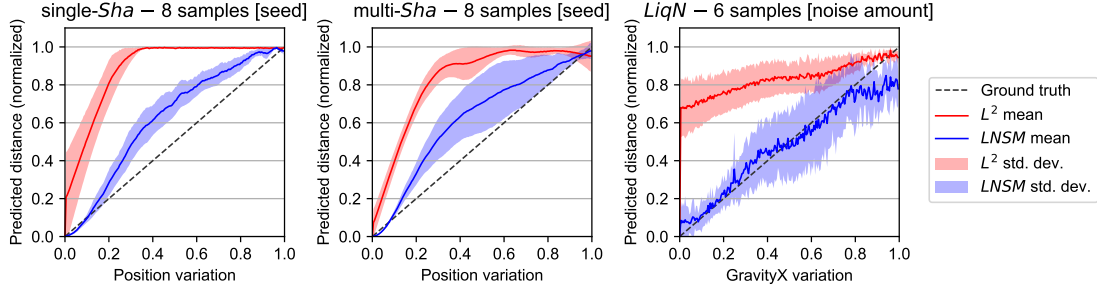 single-Sha − 8 samples [seed]
multi-Sha − 8 samples [seed]
LiqN − 6 samples [noise amount]
Predicted distance (normalized)
1.0
0.8
0.6
0.4
0.2
0.0
0.0 0.2 0.4 0.6 0.8 1.0
Position variation
Predicted distance (normalized)
1.0
0.8
0.6
0.4
0.2
0.0
0.0 0.2 0.4 0.6 0.8 1.0
Position variation
Predicted distance (normalized)
1.0
0.8
0.6
0.4
0.2
0.0
0.0 0.2 0.4 0.6 0.8 1.0
GravityX variation
Ground truth
L² mean
LNSM mean
L² std. dev.
LNSM std. dev.